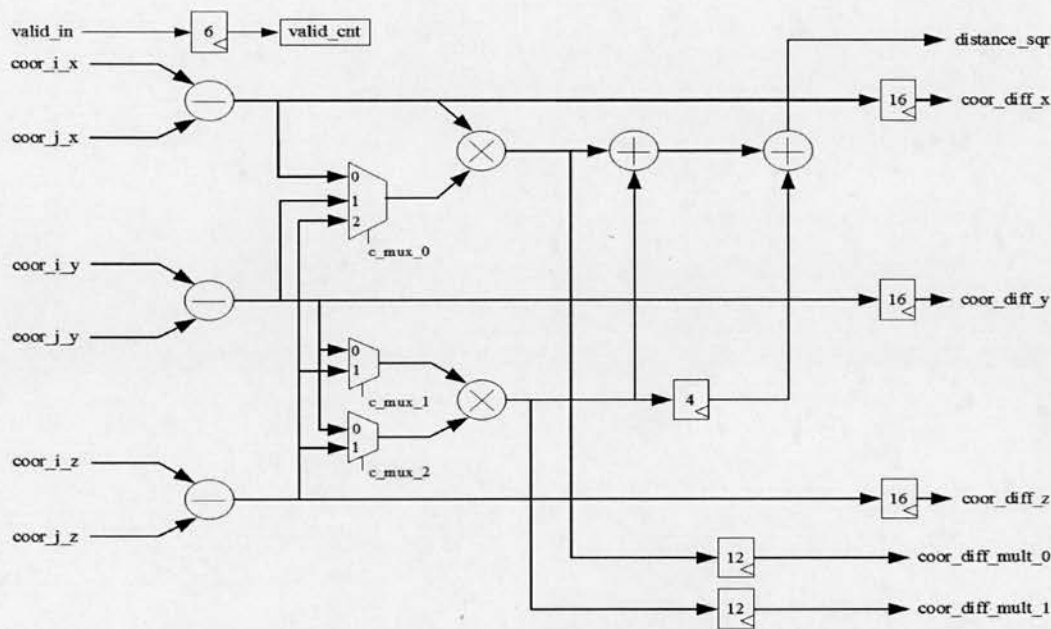 valid_in
6
valid_cnt
distance_sqr
coor_i_x
16
coor_diff_x
coor_j_x
0
1
2
c_mux_0
coor_i_y
16
coor_diff_y
coor_j_y
0
1
c_mux_1
4
0
1
c_mux_2
coor_i_z
16
coor_diff_z
coor_j_z
12
coor_diff_mult_0
12
coor_diff_mult_1